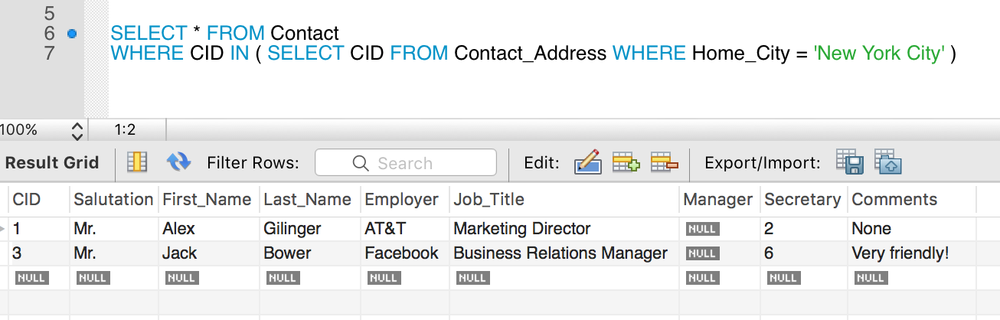 5
6 SELECT * FROM Contact
7 WHERE CID IN ( SELECT CID FROM Contact_Address WHERE Home_City = 'New York City' )
100% 1:2
Result Grid Filter Rows: Search Edit: Export/Import:
CID Salutation First_Name Last_Name Employer Job_Title Manager Secretary Comments
1 Mr. Alex Gilinger AT&T Marketing Director NULL 2 None
3 Mr. Jack Bower Facebook Business Relations Manager NULL 6 Very friendly!
NULL NULL NULL NULL NULL NULL NULL NULL NULL